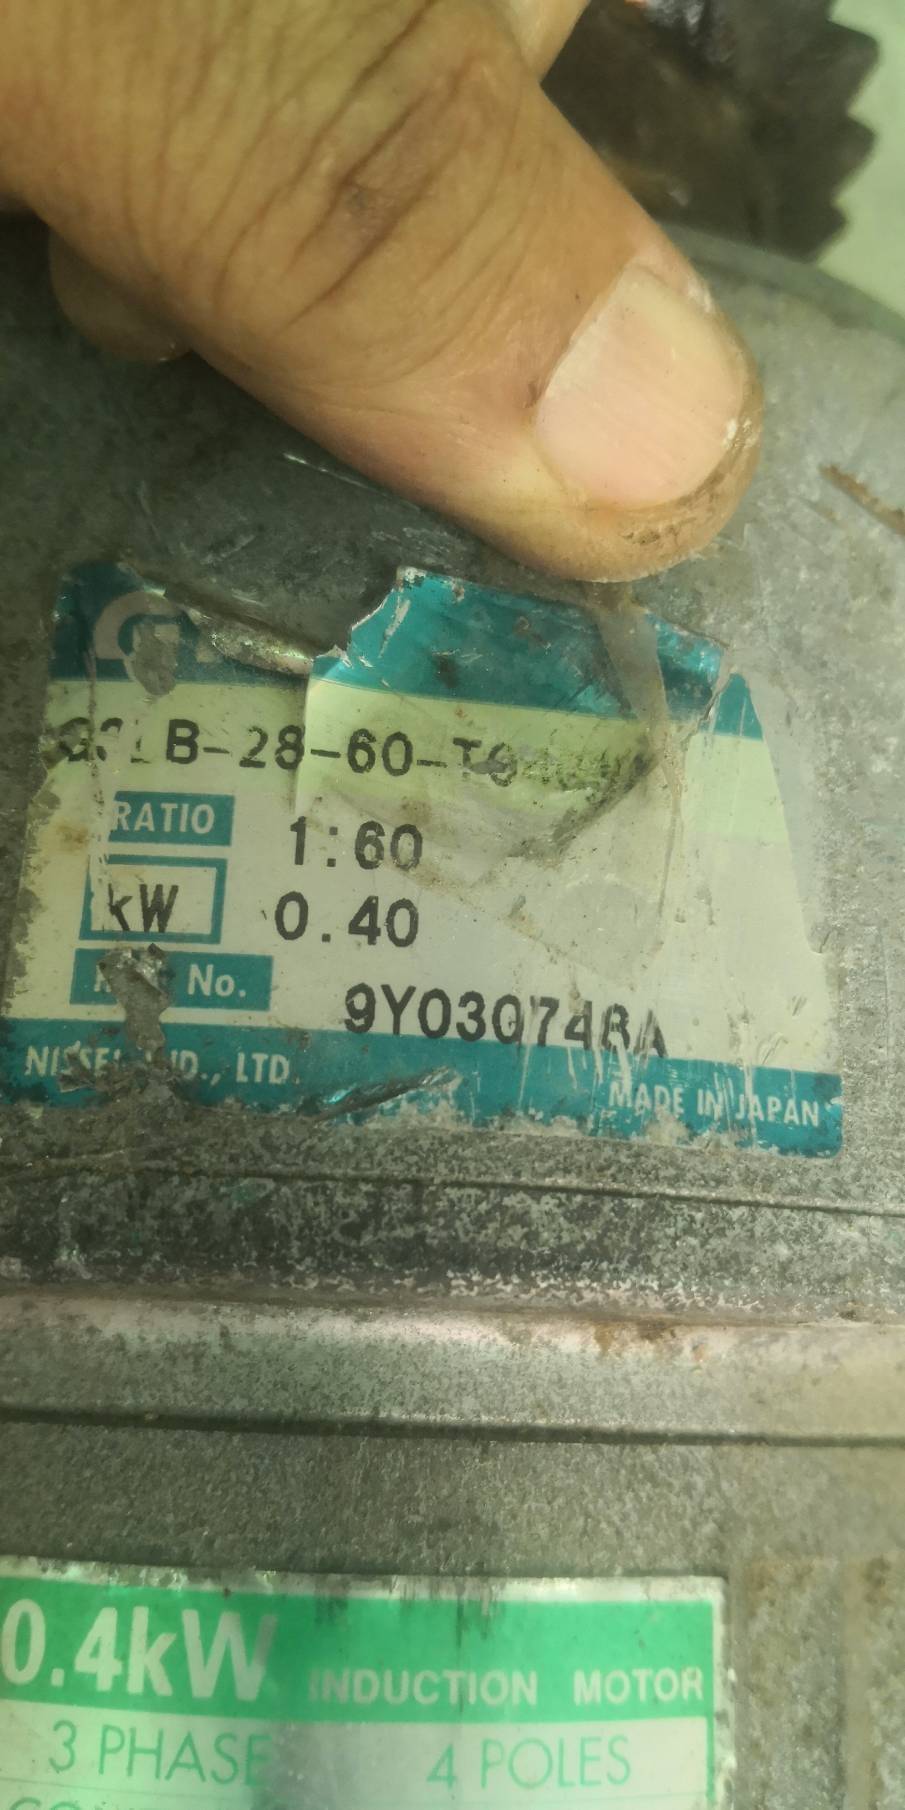 B-28-60-T
RATIO 1:60
kW 0.40
No. 9Y030748A
LTD. MADE IN JAPAN
0.4kW INDUCTION MOTOR
3 PHASE 4 POLES